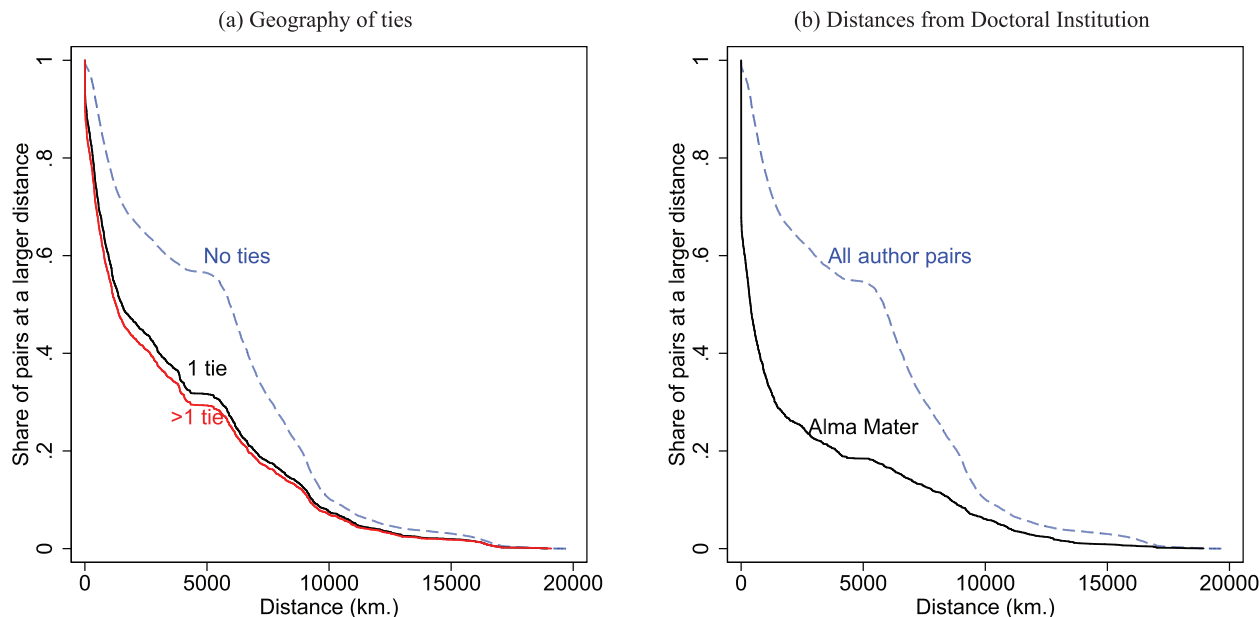 (a) Geography of ties
Share of pairs at a larger distance
1
.8
.6
.4
.2
0
No ties
1 tie
>1 tie
0 5000 10000 15000 20000
Distance (km.)
(b) Distances from Doctoral Institution
Share of pairs at a larger distance
1
.8
.6
.4
.2
0
All author pairs
Alma Mater
0 5000 10000 15000 20000
Distance (km.)